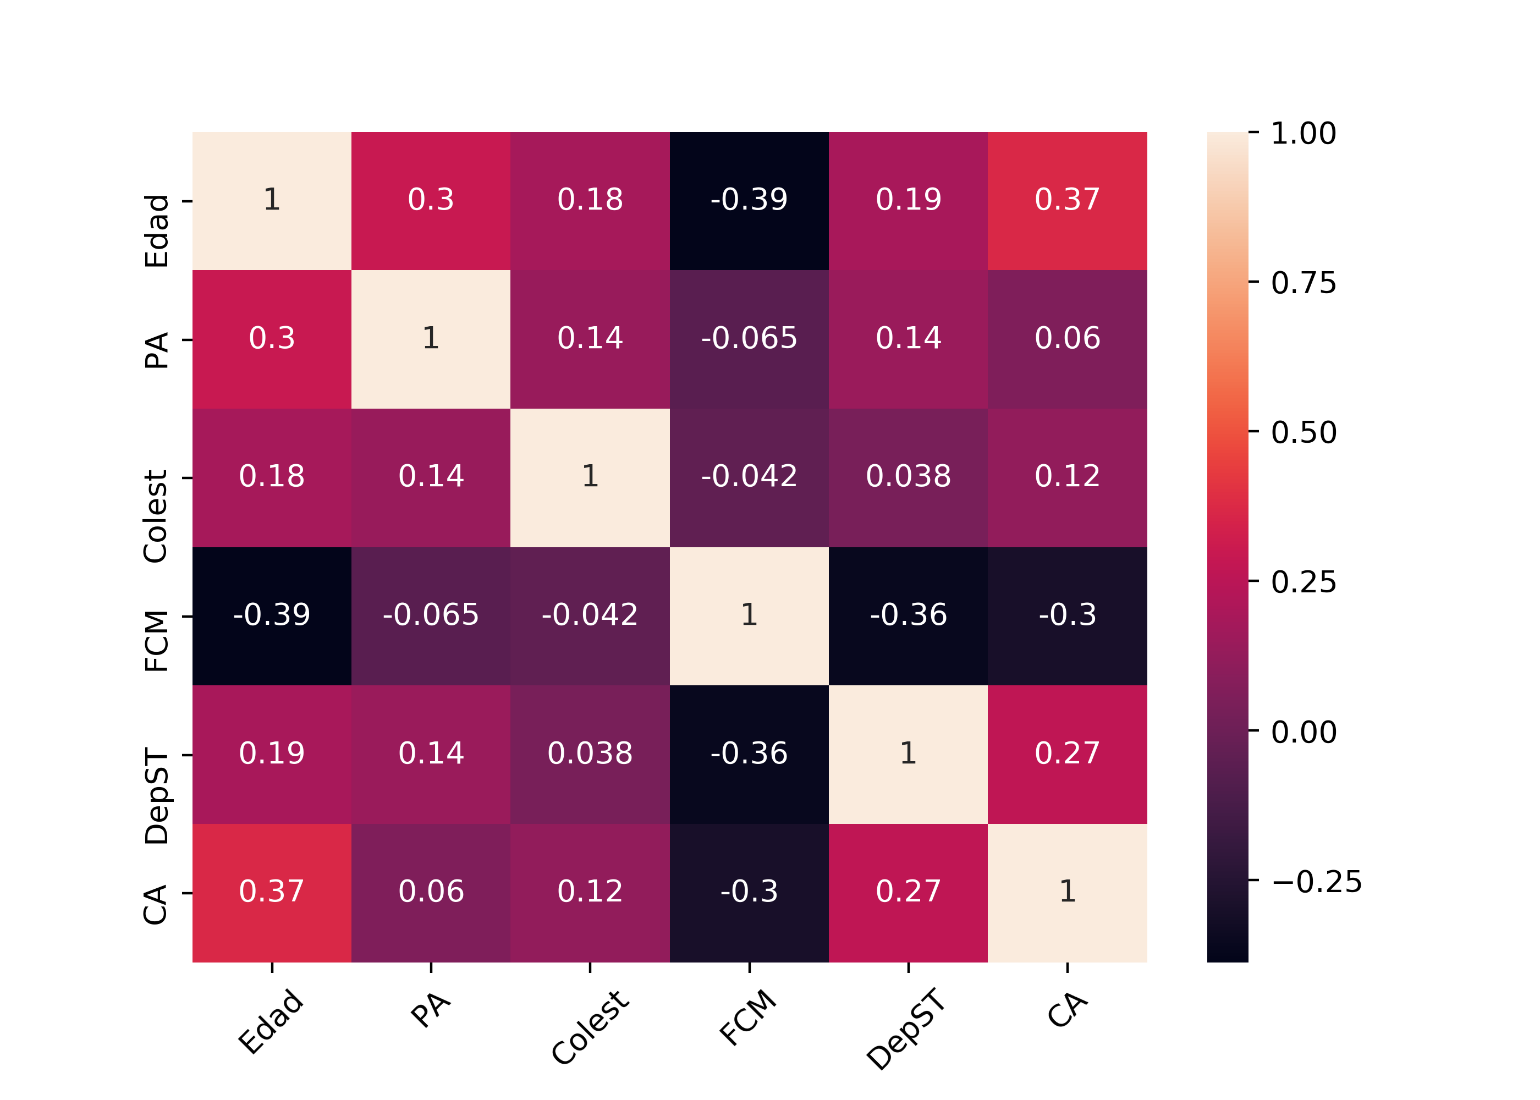 Edad 1 0.3 0.18 -0.39 0.19 0.37
PA 0.3 1 0.14 -0.065 0.14 0.06
Colest 0.18 0.14 1 -0.042 0.038 0.12
FCM -0.39 -0.065 -0.042 1 -0.36 -0.3
DepST 0.19 0.14 0.038 -0.36 1 0.27
CA 0.37 0.06 0.12 -0.3 0.27 1
Edad PA Colest FCM DepST CA
1.00
0.75
0.50
0.25
0.00
−0.25